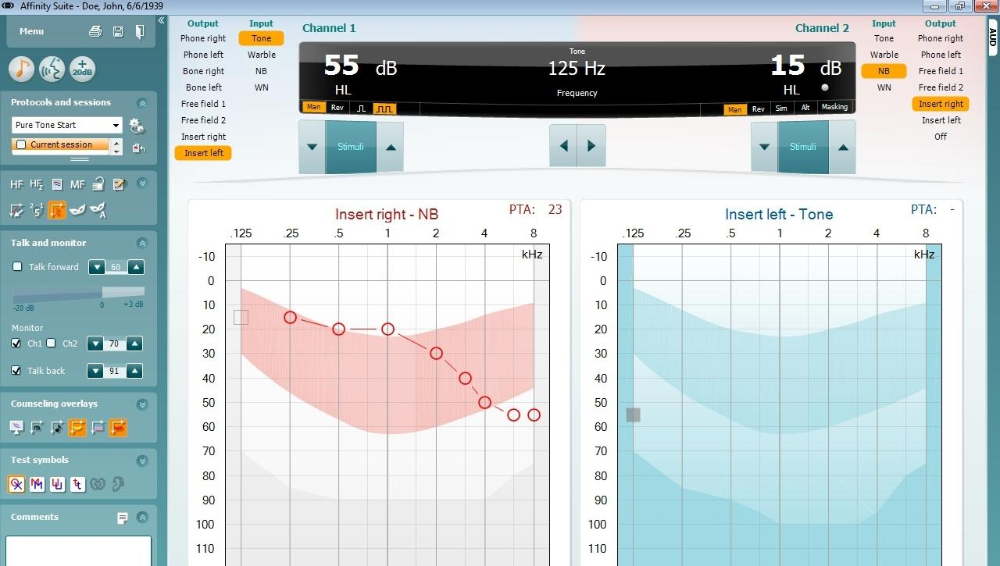 Affinity Suite - Doe, John, 6/6/1939
Menu
+
20dB
Protocols and sessions
Pure Tone Start
Current session
HF HFz MF
2-1 5
A
Talk and monitor
Talk forward 60
-20 dB 0 +3 dB
Monitor
Ch1 Ch2 70
Talk back 91
Counseling overlays
m
Test symbols
Comments
Output
Phone right
Phone left
Bone right
Bone left
Free field 1
Free field 2
Insert right
Insert left
Input
Tone
Warble
NB
WN
Channel 1
Channel 2
55 dB
HL
Man Rev
Tone
125 Hz
Frequency
15 dB
HL
Man Rev Sim Alt Masking
Stimuli
Stimuli
Input
Tone
Warble
NB
WN
Output
Phone right
Phone left
Free field 1
Free field 2
Insert right
Insert left
Off
AUD
Insert right - NB
PTA: 23
.125 .25 .5 1 2 4 8
kHz
-10
0
10
20
30
40
50
60
70
80
90
100
110
Insert left - Tone
PTA: -
.125 .25 .5 1 2 4 8
kHz
-10
0
10
20
30
40
50
60
70
80
90
100
110